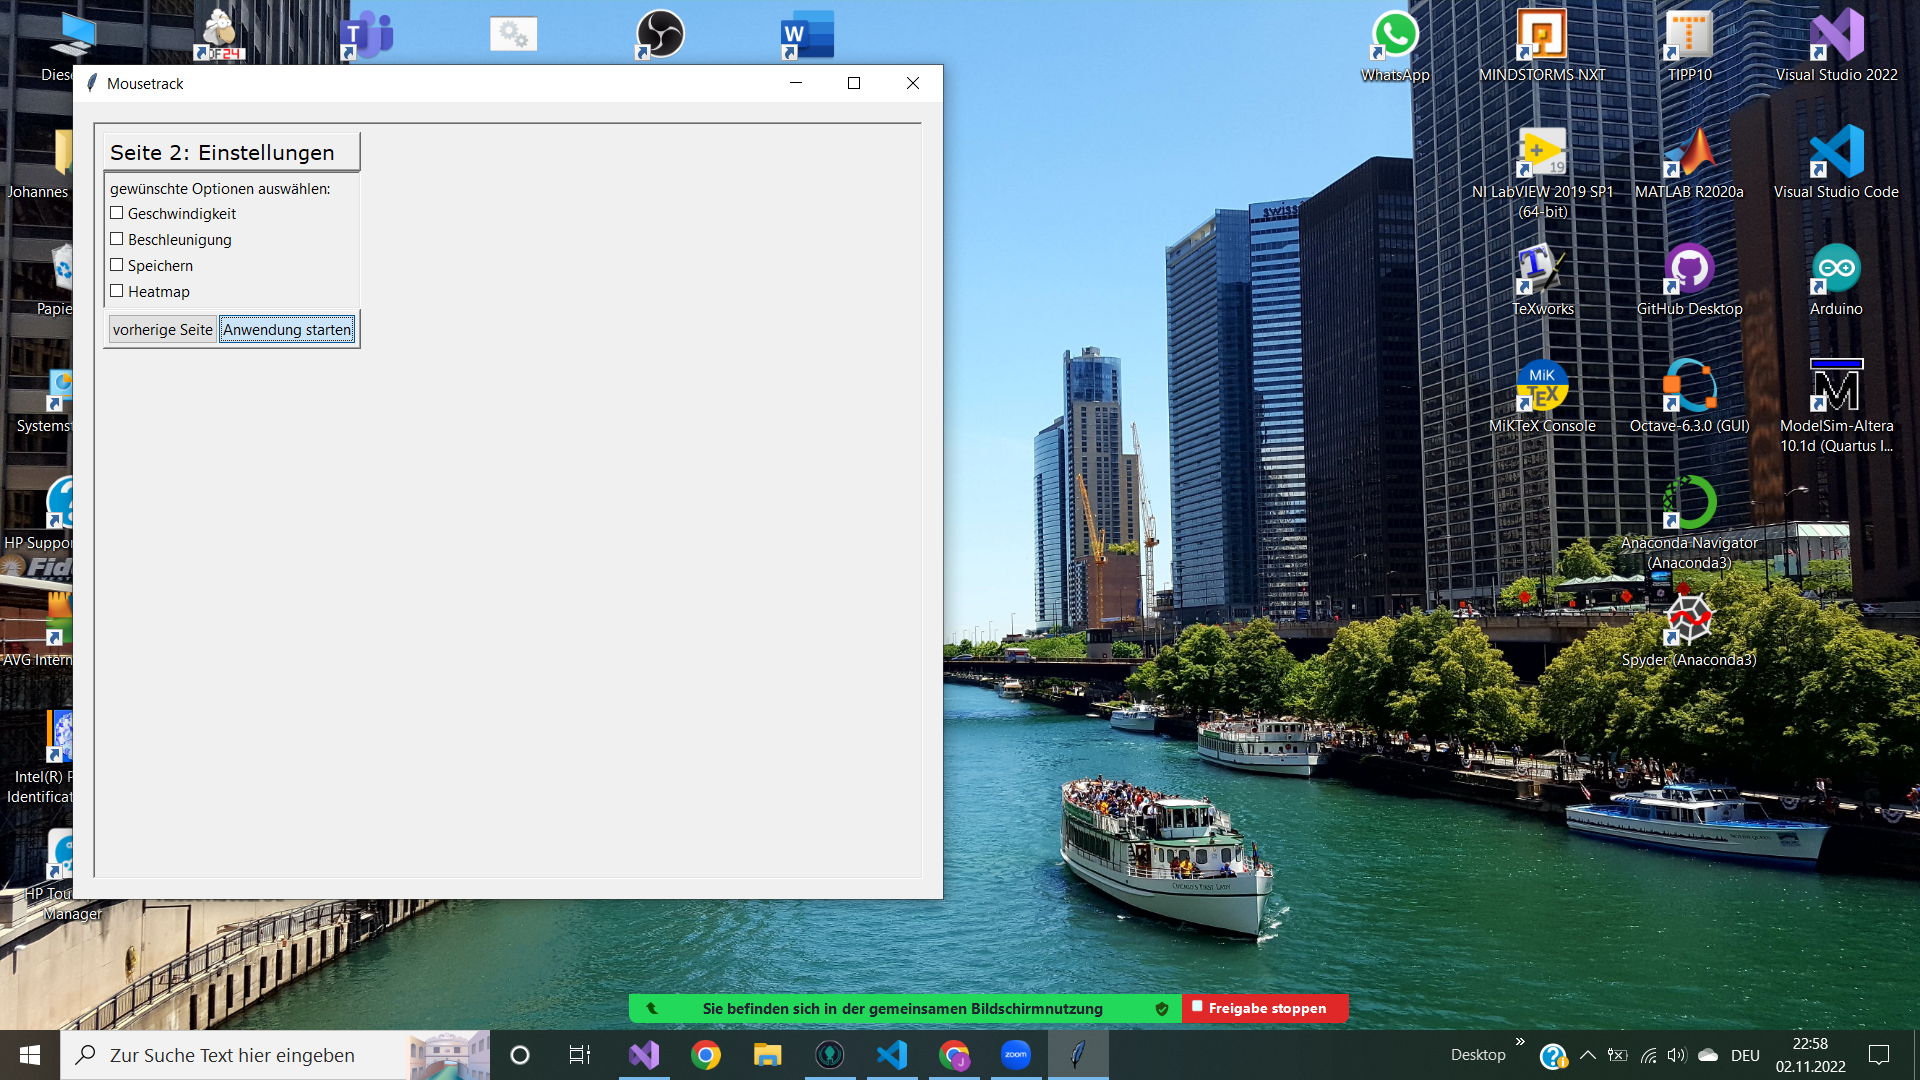 Mousetrack
Seite 2: Einstellungen
gewünschte Optionen auswählen:
Geschwindigkeit
Beschleunigung
Speichern
Heatmap
vorherige Seite Anwendung starten
Diese
Johannes
Papie
Systemst
HP Suppor
AVG Intern
Intel(R) P
Identificat
HP Tou
Manager
WhatsApp
MINDSTORMS NXT
TIPP10
Visual Studio 2022
NI LabVIEW 2019 SP1
(64-bit)
MATLAB R2020a
Visual Studio Code
TeXworks
GitHub Desktop
Arduino
MiKTeX Console
Octave-6.3.0 (GUI)
ModelSim-Altera
10.1d (Quartus I...
Anaconda Navigator
(Anaconda3)
Spyder (Anaconda3)
swiss
Sie befinden sich in der gemeinsamen Bildschirmnutzung
Freigabe stoppen
Zur Suche Text hier eingeben
zoom
Desktop
DEU
22:58
02.11.2022